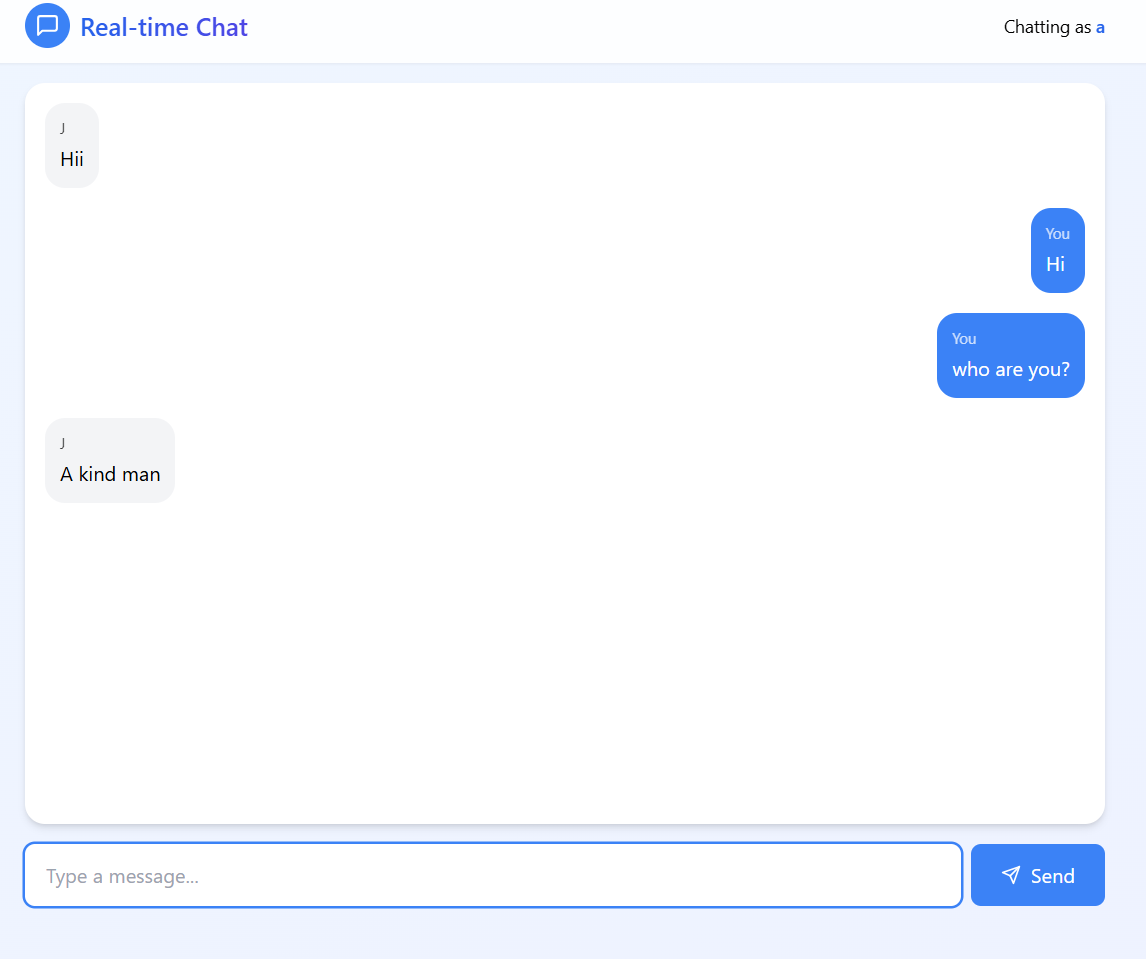 Real-time Chat
Chatting as a
J
Hii
You
Hi
You
who are you?
J
A kind man
Type a message...
Send